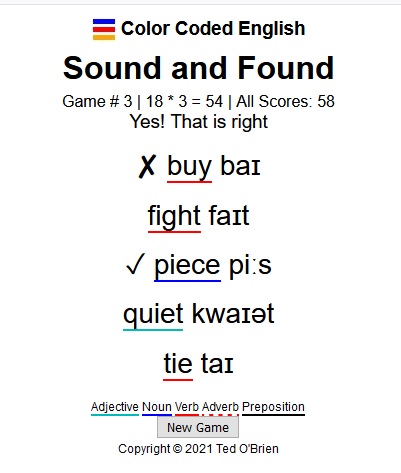 Color Coded English
Sound and Found
Game # 3 | 18 * 3 = 54 | All Scores: 58
Yes! That is right
✗ buy baɪ
fight faɪt
✓ piece piːs
quiet kwaɪət
tie taɪ
Adjective Noun Verb Adverb Preposition
New Game
Copyright © 2021 Ted O'Brien